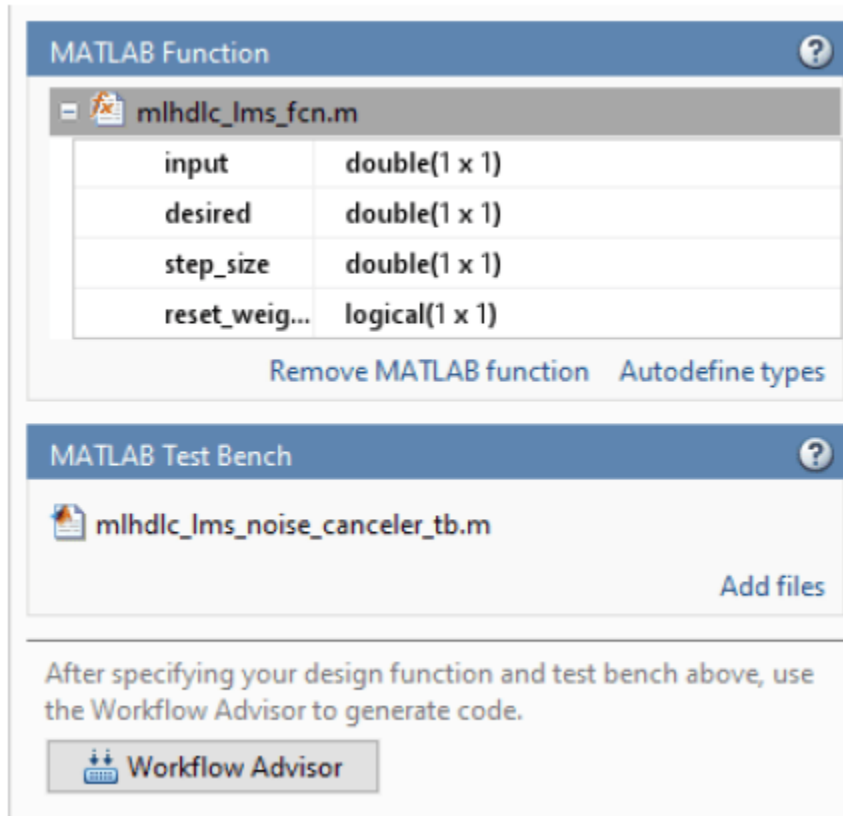 MATLAB Function ?
mlhdlc_lms_fcn.m
input double(1 x 1)
desired double(1 x 1)
step_size double(1 x 1)
reset_weig... logical(1 x 1)
Remove MATLAB function Autodefine types
MATLAB Test Bench ?
mlhdlc_lms_noise_canceler_tb.m
Add files
After specifying your design function and test bench above, use
the Workflow Advisor to generate code.
Workflow Advisor